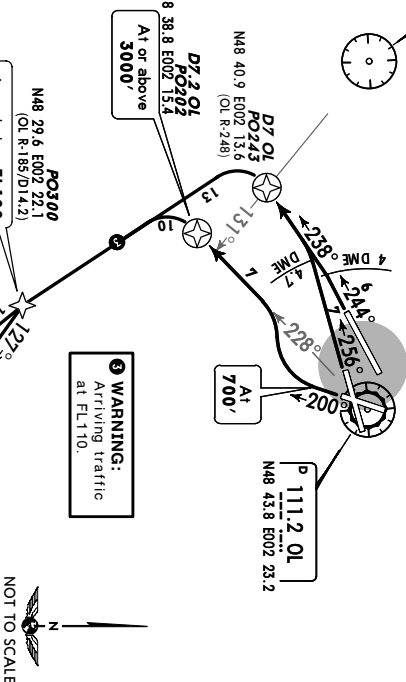 D7.2 OL
PO202
8 38.8 E002 15.4
At or above
3000'
D7 OL
PO243
N48 40.9 E002 13.6
(OL R-248)
PO300
N48 29.6 E002 22.1
(OL R-185/D14.2)
13
10
3
131°
127°
7
238°
244°
6
4 DME
4.7
DME
7
256°
228°
200°
At
700'
D 111.2 OL
N48 43.8 E002 23.2
3 WARNING:
Arriving traffic
at FL110.
N
NOT TO SCALE